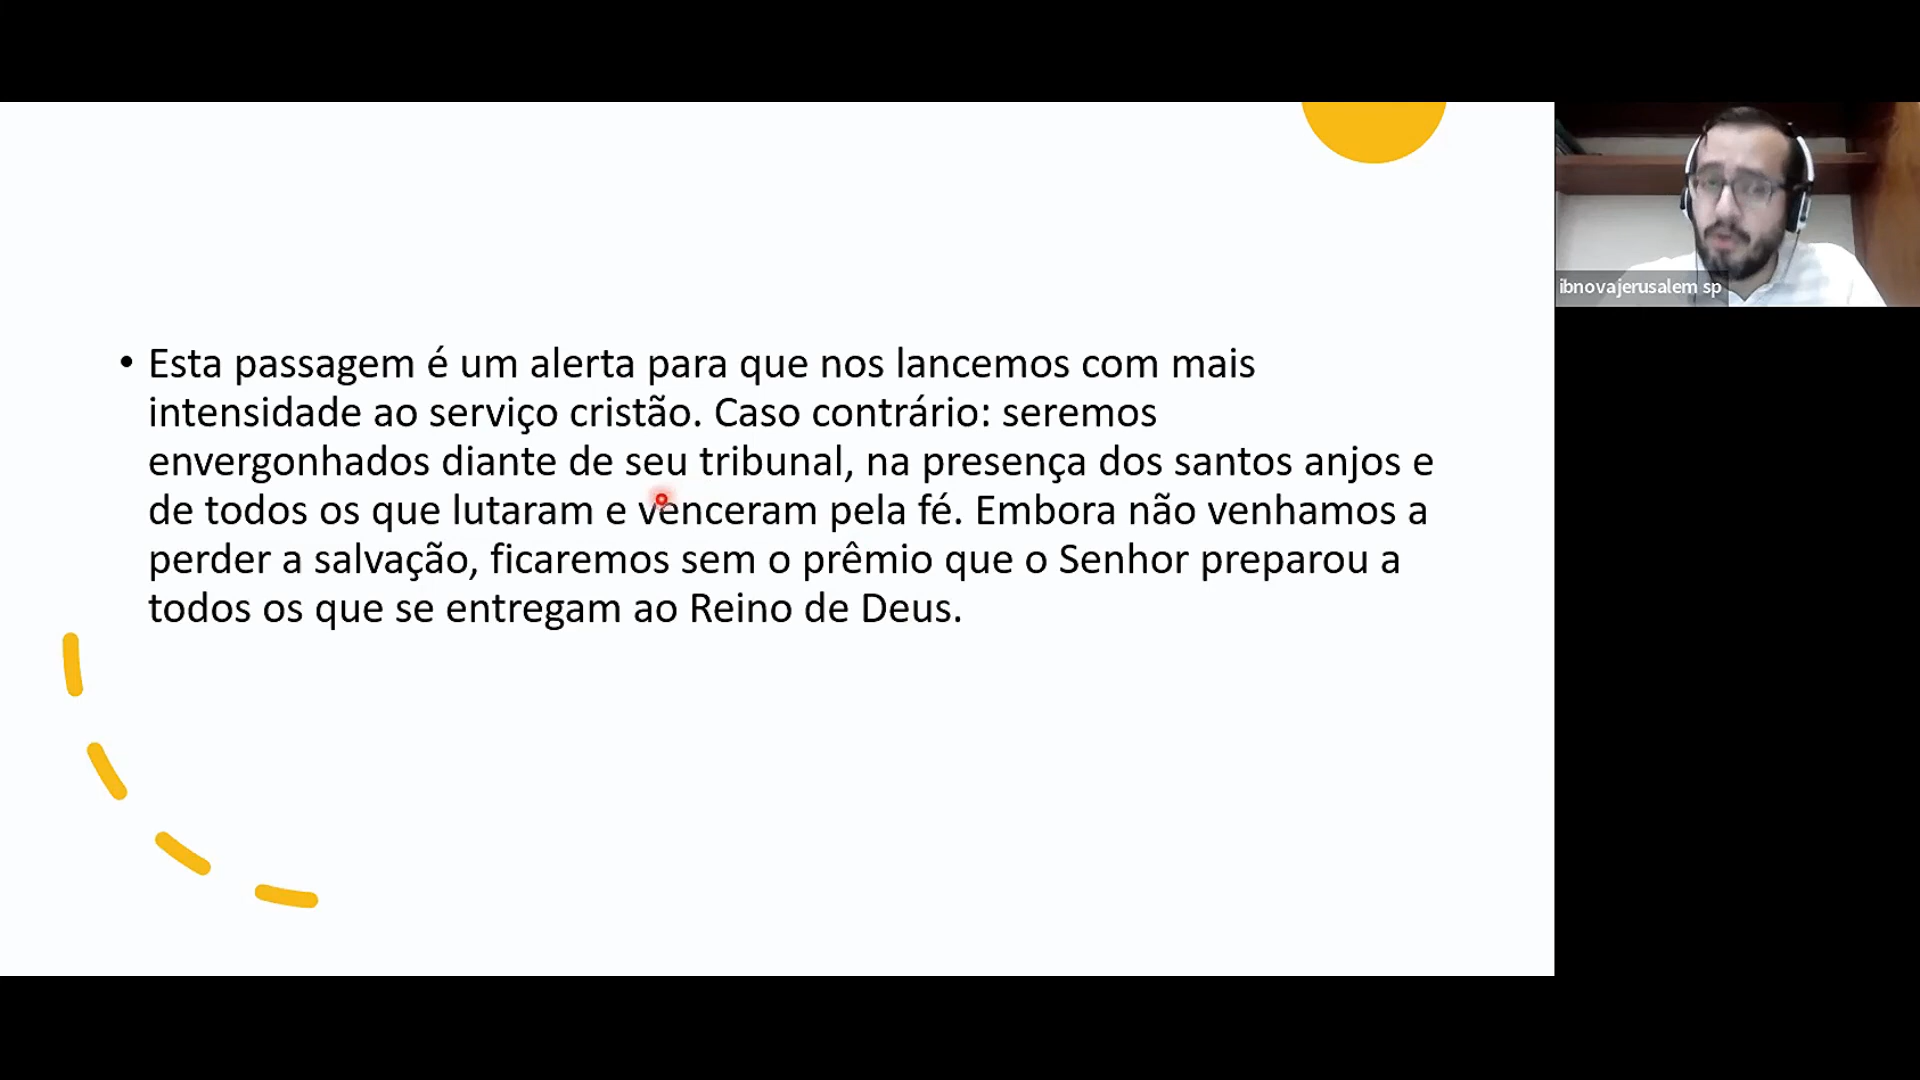 • Esta passagem é um alerta para que nos lancemos com mais
intensidade ao serviço cristão. Caso contrário: seremos
envergonhados diante de seu tribunal, na presença dos santos anjos e
de todos os que lutaram e venceram pela fé. Embora não venhamos a
perder a salvação, ficaremos sem o prêmio que o Senhor preparou a
todos os que se entregam ao Reino de Deus.
ibnovajerusalem sp